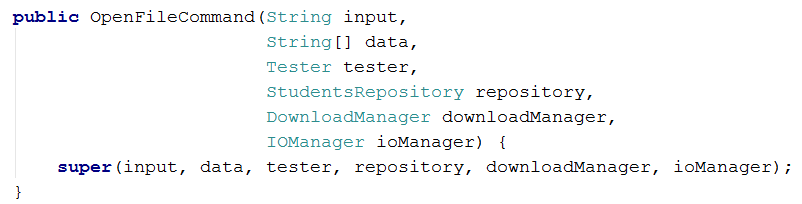 public OpenFileCommand(String input,
String[] data,
Tester tester,
StudentsRepository repository,
DownloadManager downloadManager,
IOManager ioManager) {
super(input, data, tester, repository, downloadManager, ioManager);
}